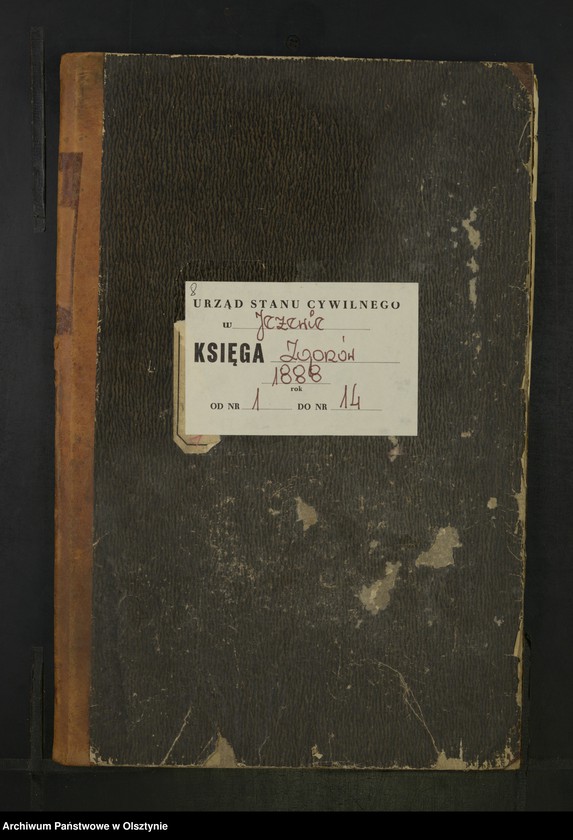 8
URZĄD STANU CYWILNEGO
w Jeżewie
KSIĘGA Zgonów
1888
rok
OD NR 1 DO NR 14
Archiwum Państwowe w Olsztynie